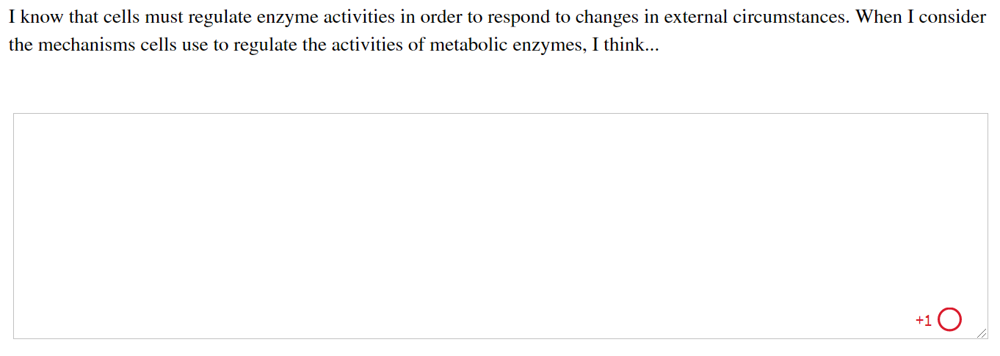 I know that cells must regulate enzyme activities in order to respond to changes in external circumstances. When I consider
the mechanisms cells use to regulate the activities of metabolic enzymes, I think...
+1